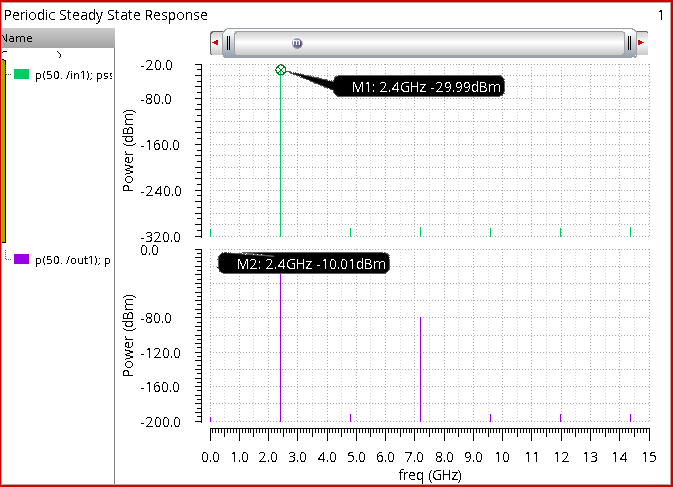 Periodic Steady State Response 1
Name
p(50. /in1); pss
p(50. /out1); p
Power (dBm)
-20.0
-80.0
-160.0
-240.0
-320.0
M1: 2.4GHz -29.99dBm
m
Power (dBm)
0.0
-80.0
-120.0
-160.0
-200.0
M2: 2.4GHz -10.01dBm
0.0 1.0 2.0 3.0 4.0 5.0 6.0 7.0 8.0 9.0 10 11 12 13 14 15
freq (GHz)